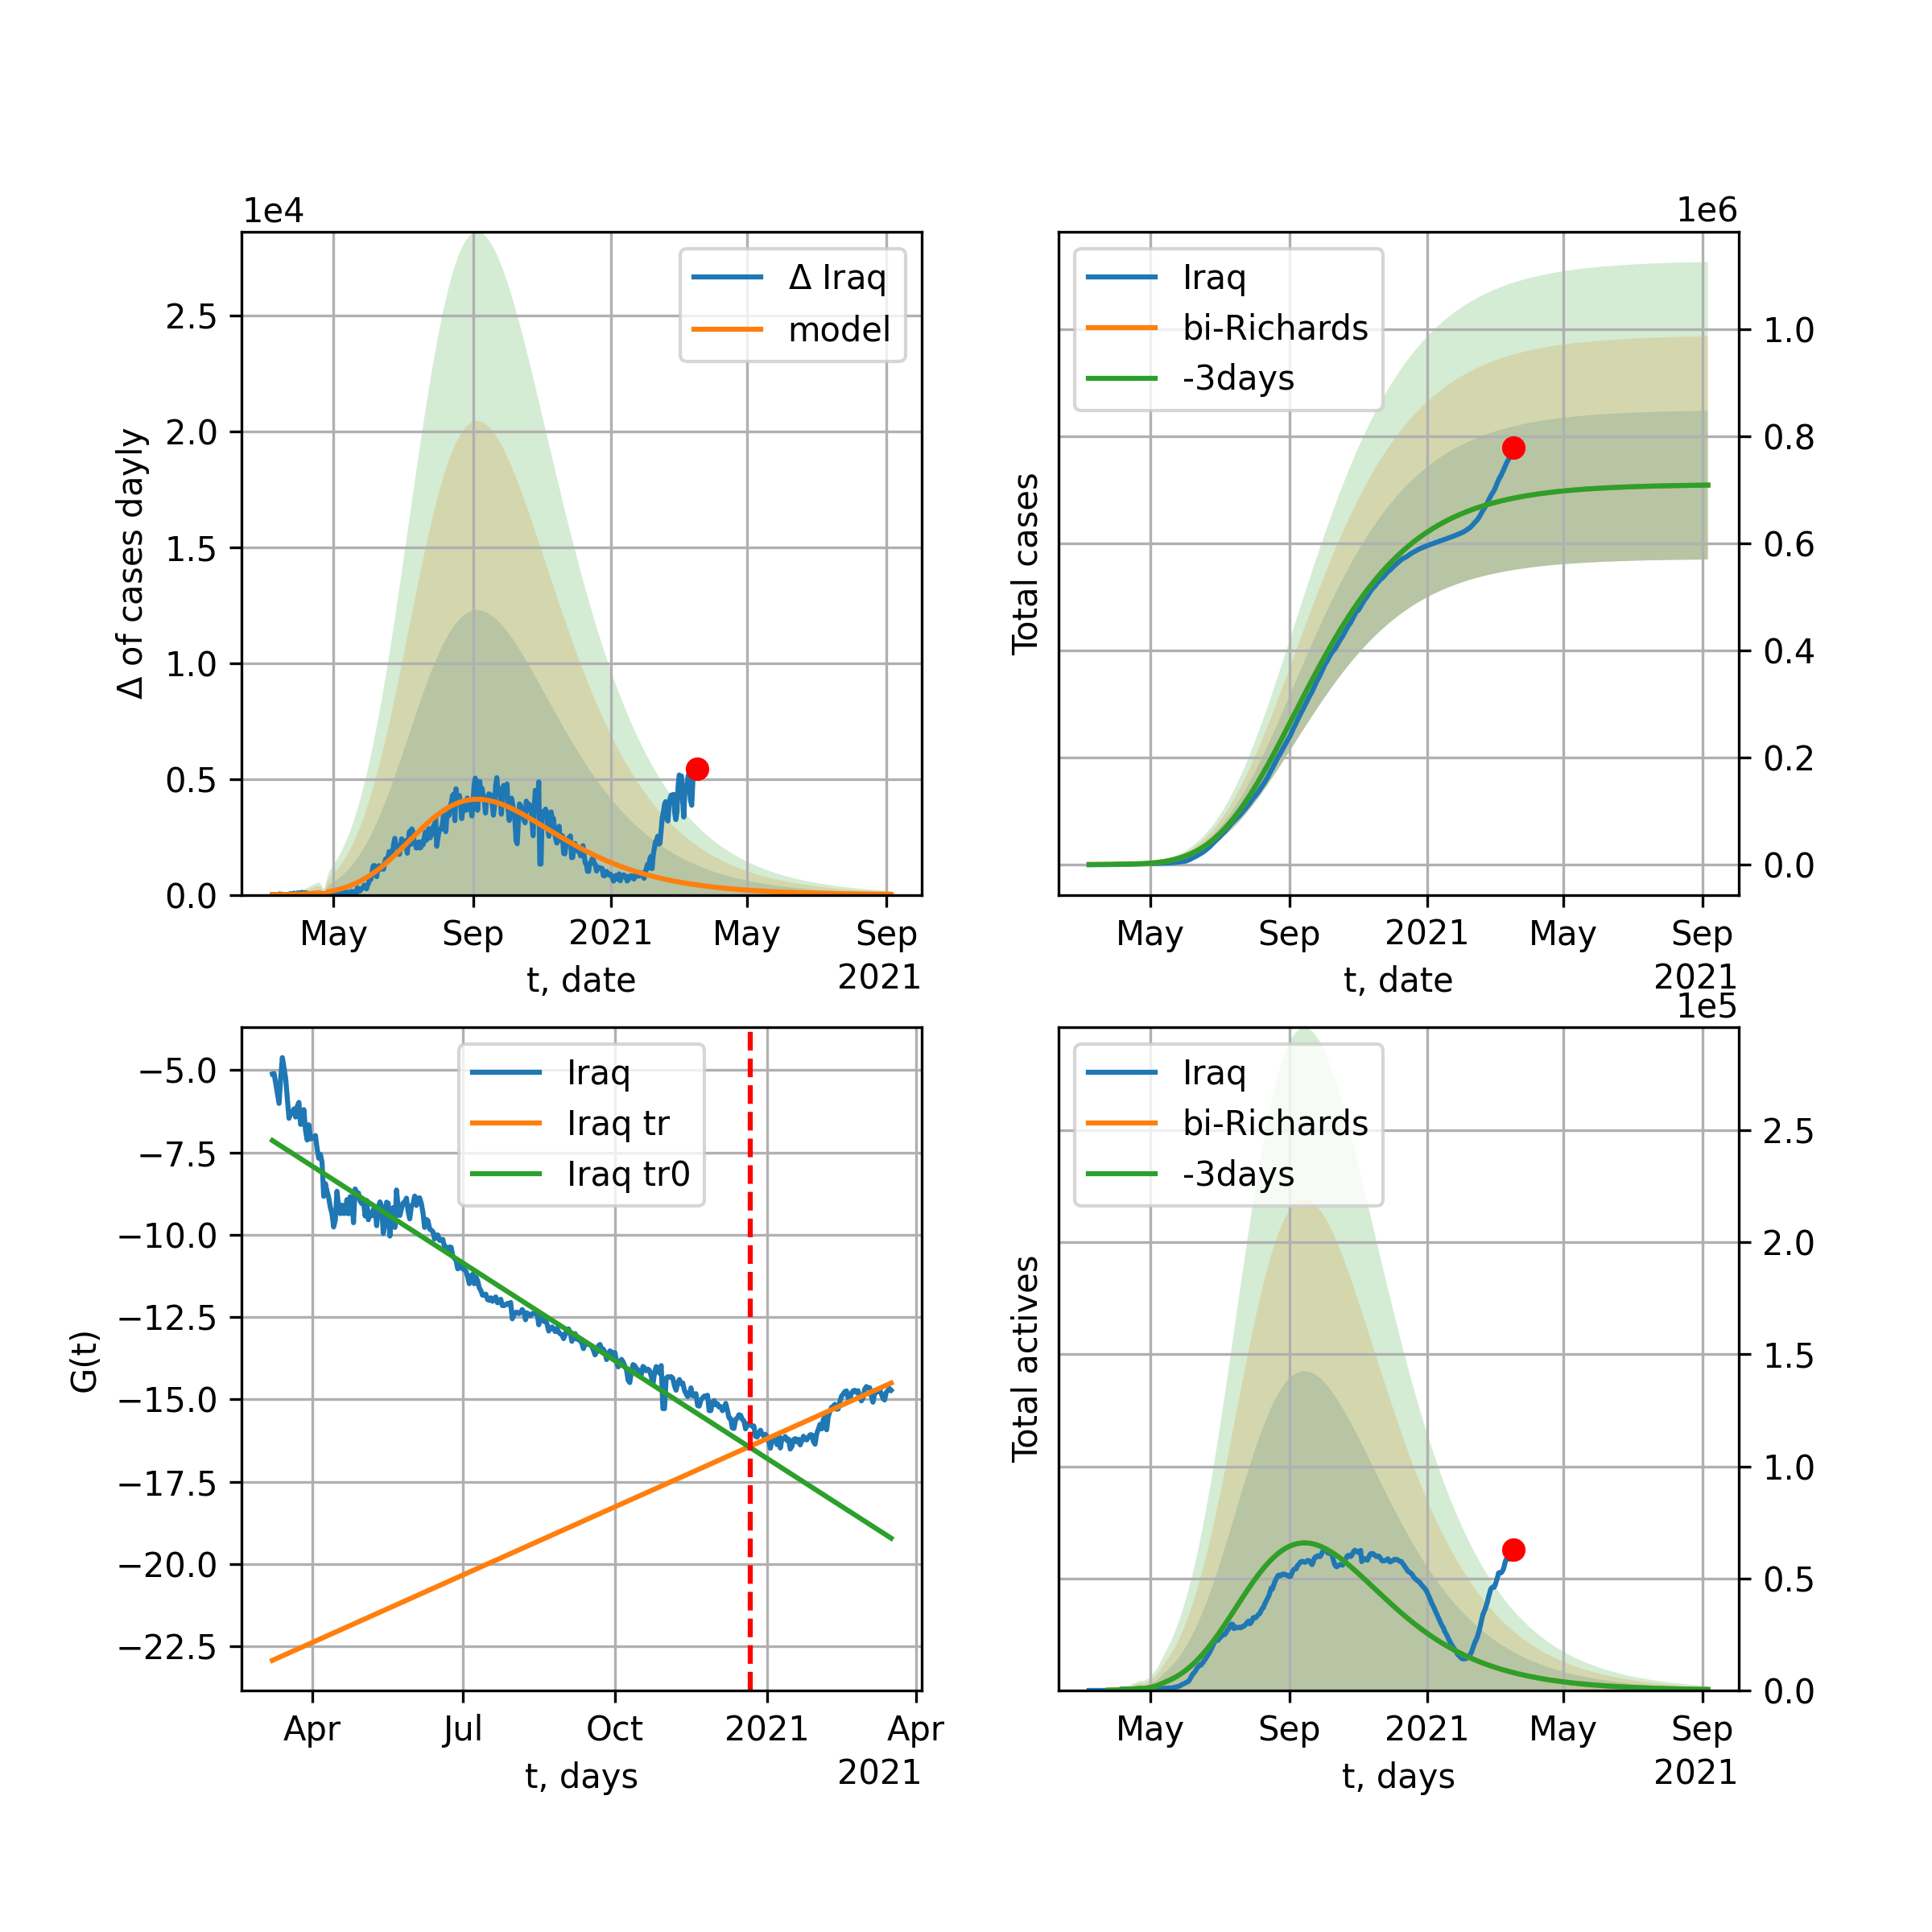 1e4
2.5
2.0
1.5
1.0
0.5
0.0
Δ of cases dayly
Δ Iraq
model
May
Sep
2021
May
Sep
t, date
2021
1e6
Iraq
bi-Richards
-3days
Total cases
1.0
0.8
0.6
0.4
0.2
0.0
May
Sep
2021
May
Sep
t, date
2021
−5.0
−7.5
−10.0
−12.5
−15.0
−17.5
−20.0
−22.5
G(t)
Iraq
Iraq tr
Iraq tr0
Apr
Jul
Oct
2021
Apr
t, days
2021
1e5
Iraq
bi-Richards
-3days
Total actives
2.5
2.0
1.5
1.0
0.5
0.0
May
Sep
2021
May
Sep
t, days
2021